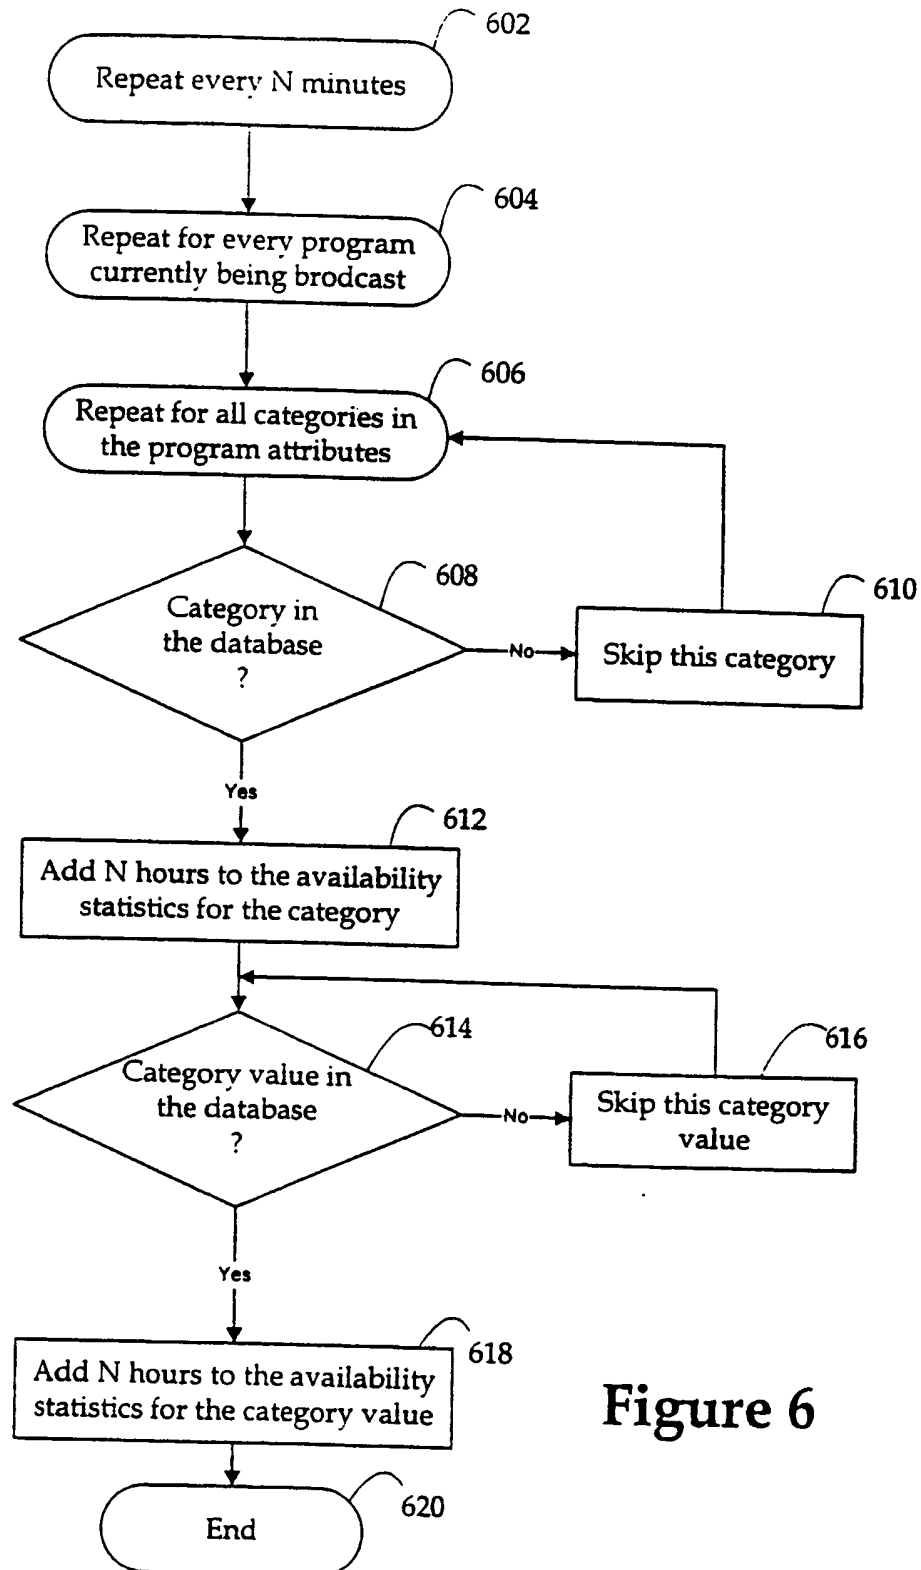 602
Repeat every N minutes
604
Repeat for every program
currently being brodcast
606
Repeat for all categories in
the program attributes
608
Category in
the database
?
No
610
Skip this category
Yes
612
Add N hours to the availability
statistics for the category
614
Category value in
the database
?
No
616
Skip this category
value
Yes
618
Add N hours to the availability
statistics for the category value
620
End
Figure 6